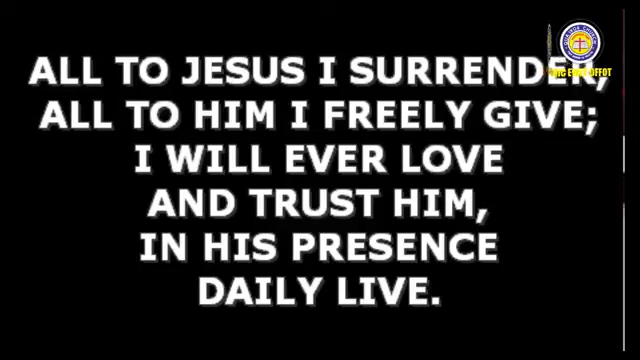 ALL TO JESUS I SURRENDER,
ALL TO HIM I FREELY GIVE;
I WILL EVER LOVE
AND TRUST HIM,
IN HIS PRESENCE
DAILY LIVE.